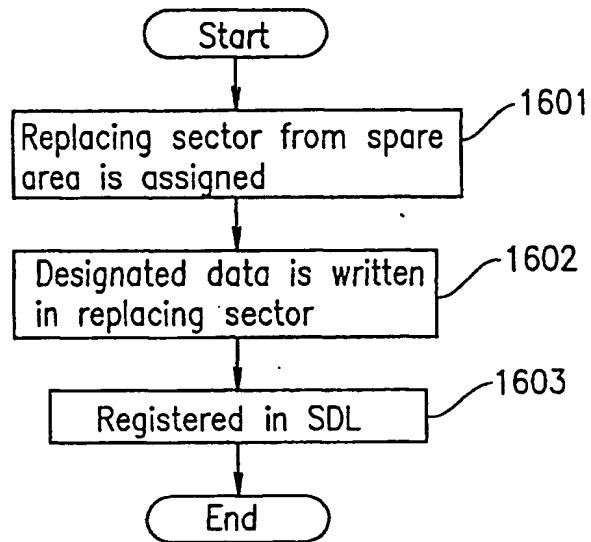 Start
1601
Replacing sector from spare
area is assigned
1602
Designated data is written
in replacing sector
1603
Registered in SDL
End